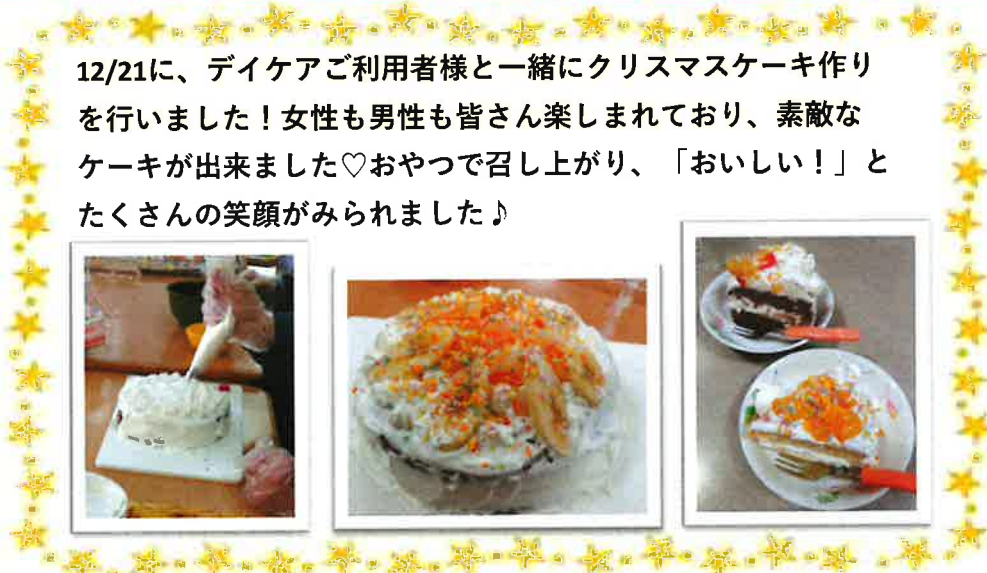 12/21に、デイケアご利用者様と一緒にクリスマスケーキ作り
を行いました！女性も男性も皆さん楽しまれており、素敵な
ケーキが出来ました♡おやつで召し上がり、「おいしい！」と
たくさんの笑顔がみられました♪